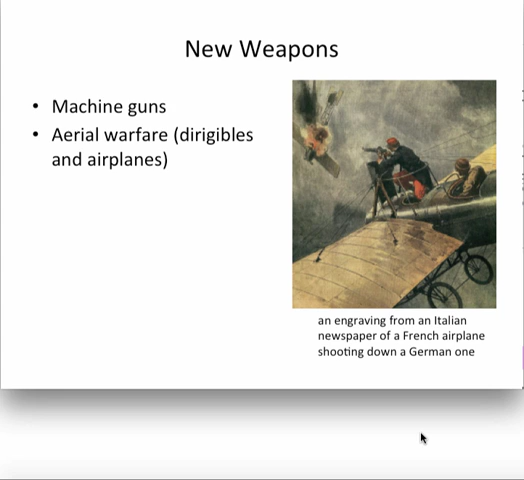 New Weapons
• Machine guns
• Aerial warfare (dirigibles
and airplanes)
an engraving from an Italian
newspaper of a French airplane
shooting down a German one